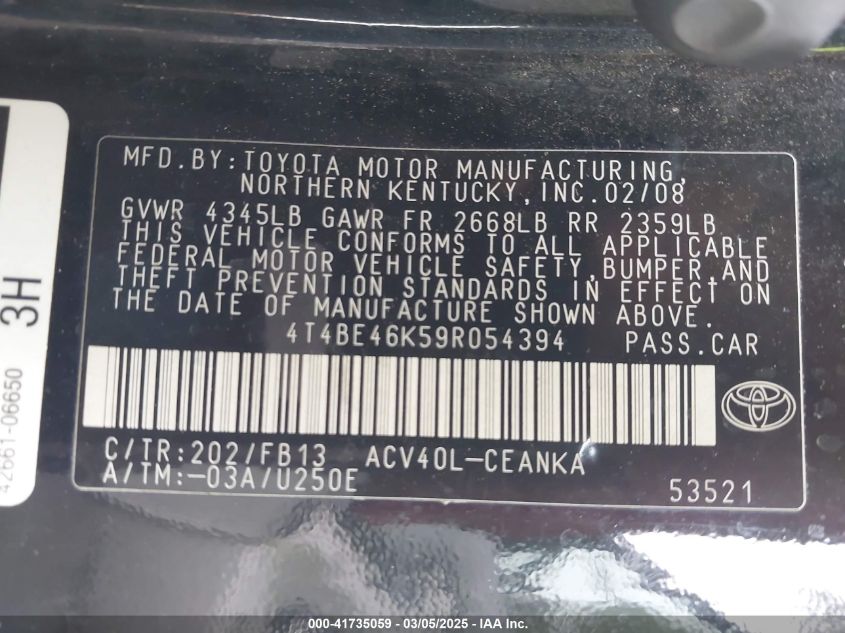 MFD.BY:TOYOTA MOTOR MANUFACTURING,
NORTHERN KENTUCKY,INC.02/08
GVWR 4345LB GAWR FR 2668LB RR 2359LB
THIS VEHICLE CONFORMS TO ALL APPLICABLE
FEDERAL MOTOR VEHICLE SAFETY,BUMPER,AND
THEFT PREVENTION STANDARDS IN EFFECT ON
THE DATE OF MANUFACTURE SHOWN ABOVE.
4T4BE46K59R054394 PASS.CAR
C/TR:202/FB13 ACV40L-CEANKA
A/TM:-03A/U250E
53521
3H
42661-06650
000-41735059 - 03/05/2025 - IAA Inc.